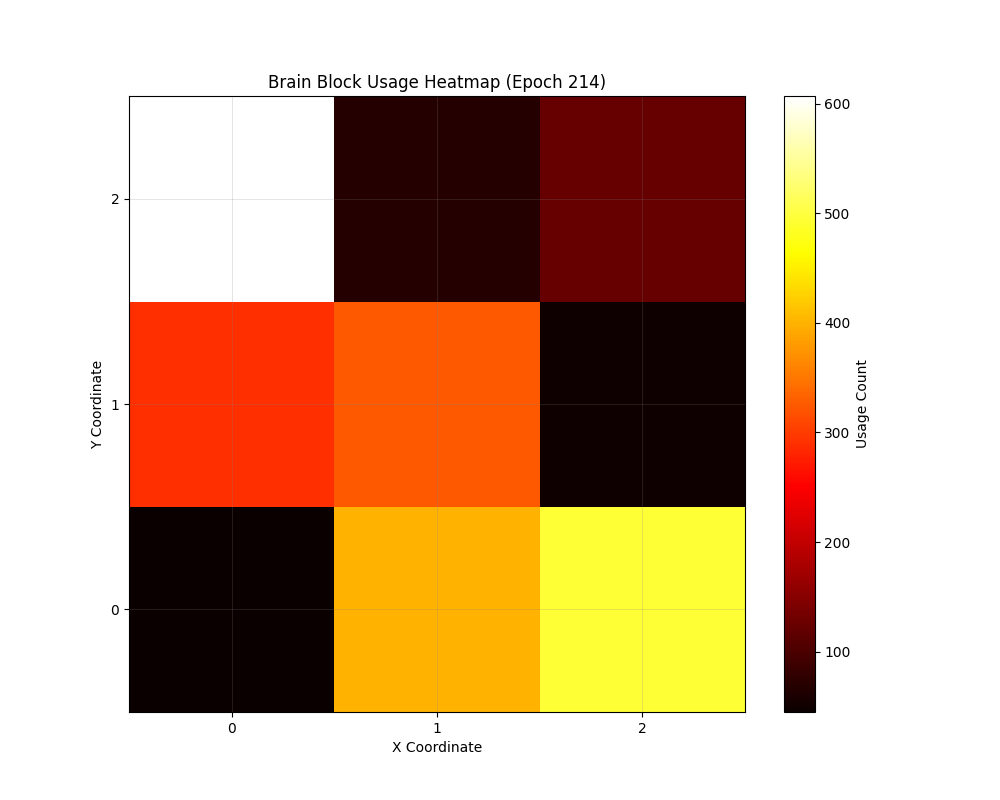 Brain Block Usage Heatmap (Epoch 214)
2
1
0
Y Coordinate
0 1 2
X Coordinate
600
500
400
300
200
100
Usage Count